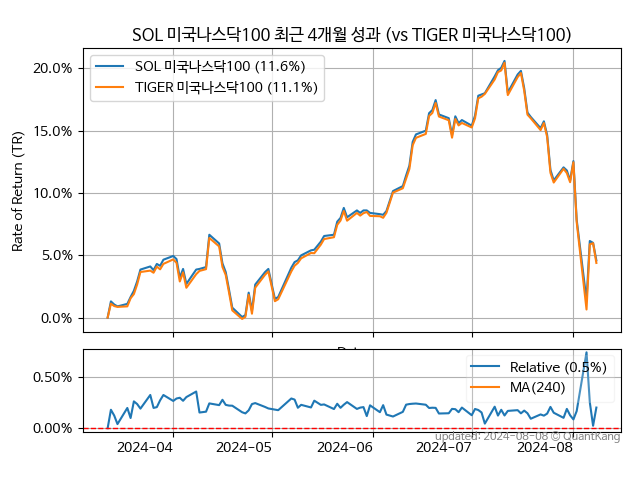 SOL 미국나스닥100 최근 4개월 성과 (vs TIGER 미국나스닥100)
SOL 미국나스닥100 (11.6%)
TIGER 미국나스닥100 (11.1%)
Rate of Return (TR)
20.0%
15.0%
10.0%
5.0%
0.0%
Relative (0.5%)
MA(240)
0.50%
0.00%
updated: 2024-08-08 © QuantKang
2024-04
2024-05
2024-06
2024-07
2024-08